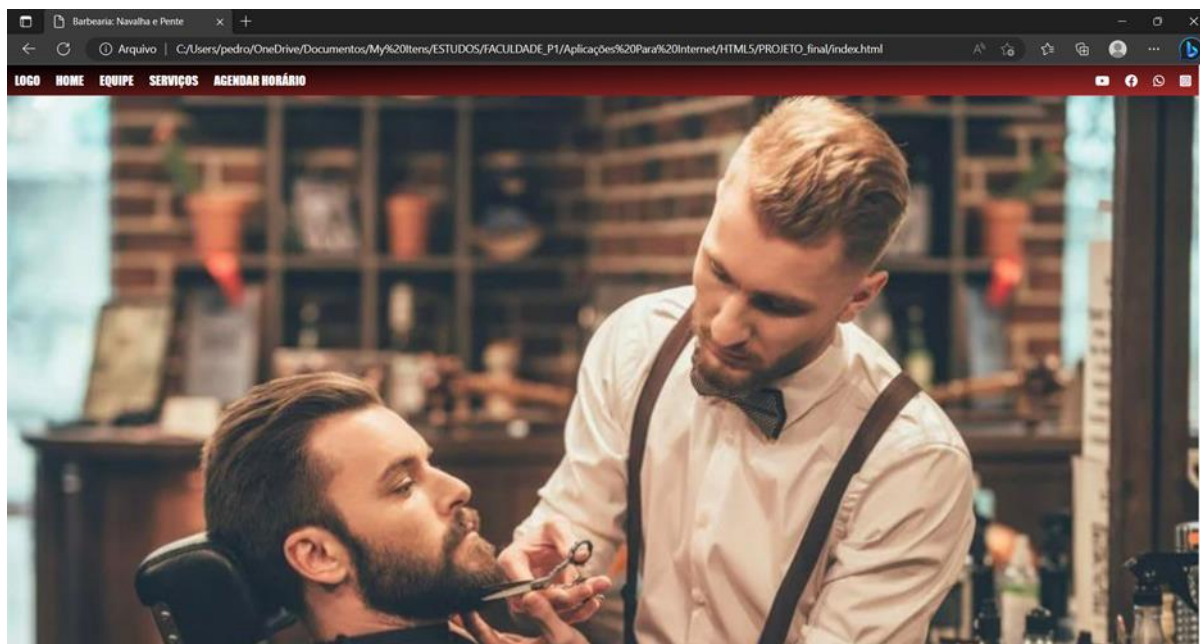 Barbearia: Navalha e Pente
Arquivo | C:/Users/pedro/OneDrive/Documentos/My%20Itens/ESTUDOS/FACULDADE_P1/Aplicações%20Para%20Internet/HTML5/PROJETO_final/index.html
LOGO HOME EQUIPE SERVIÇOS AGENDAR HORÁRIO